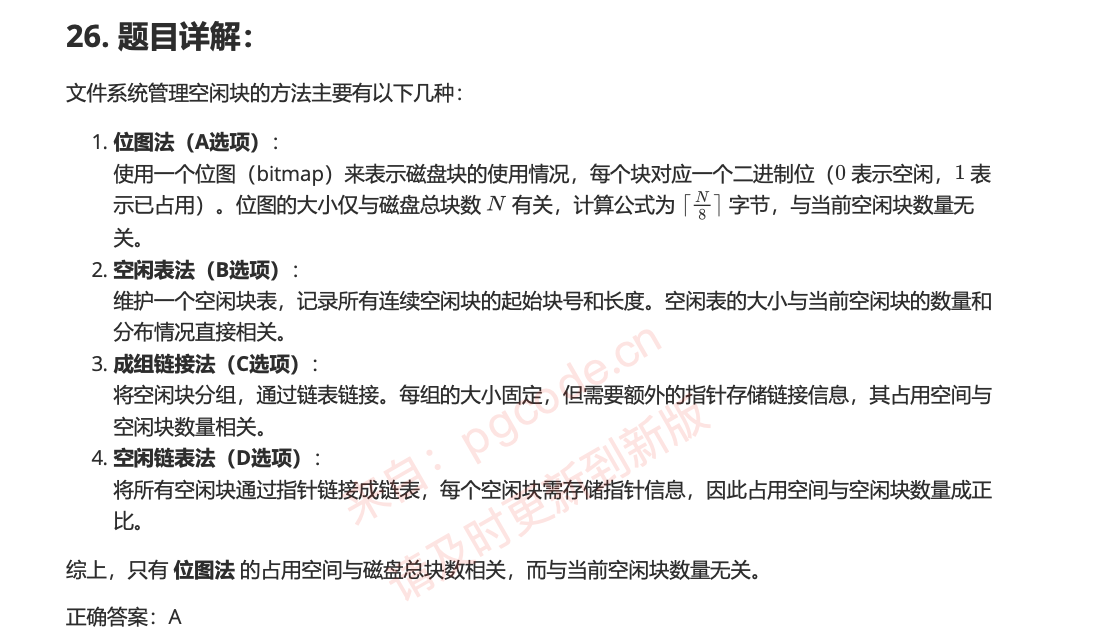 26. 题目详解：
文件系统管理空闲块的方法主要有以下几种：
1. 位图法（A选项）：
使用一个位图（bitmap）来表示磁盘块的使用情况，每个块对应一个二进制位（0 表示空闲，1 表
示已占用）。位图的大小仅与磁盘总块数 N 有关，计算公式为 ⌈N/8⌉ 字节，与当前空闲块数量无
关。
2. 空闲表法（B选项）：
维护一个空闲块表，记录所有连续空闲块的起始块号和长度。空闲表的大小与当前空闲块的数量和
分布情况直接相关。
3. 成组链接法（C选项）：
将空闲块分组，通过链表链接。每组的大小固定，但需要额外的指针存储链接信息，其占用空间与
空闲块数量相关。
4. 空闲链表法（D选项）：
将所有空闲块通过指针链接成链表，每个空闲块需存储指针信息，因此占用空间与空闲块数量成正
比。
综上，只有 位图法 的占用空间与磁盘总块数相关，而与当前空闲块数量无关。
正确答案：A
来自：pgcode.cn
请及时更新到新版